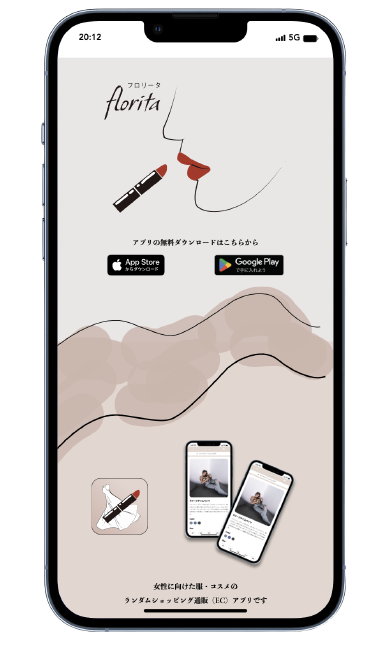 20:12
5G
フロリータ
florita
アプリの無料ダウンロードはこちらから
App Store
からダウンロード
Google Play
で手に入れよう
女性に向けた服・コスメの
ランダムショッピング通販（EC）アプリです